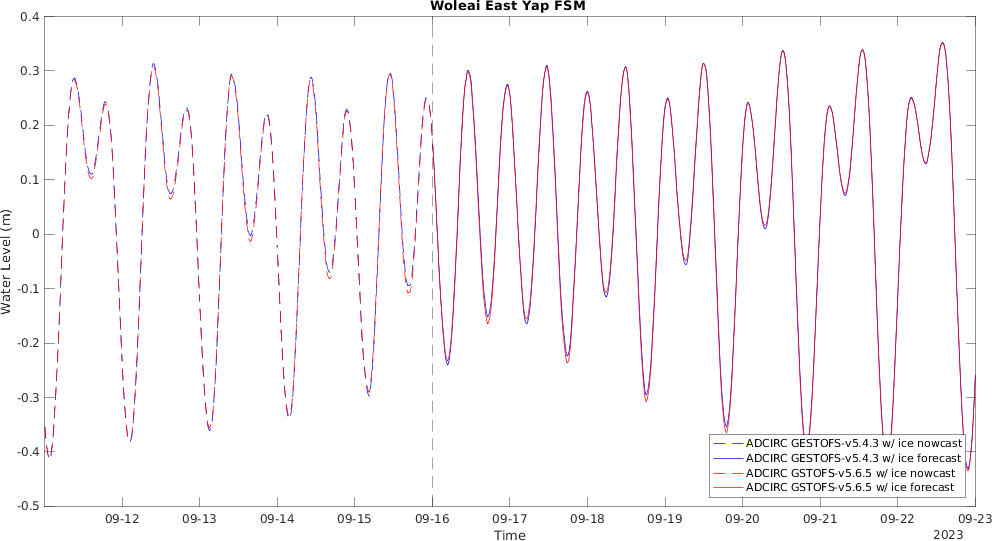 Woleai East Yap FSM
0.4
0.3
0.2
0.1
0
-0.1
-0.2
-0.3
-0.4
-0.5
Water Level (m)
ADCIRC GESTOFS-v5.4.3 w/ ice nowcast
ADCIRC GESTOFS-v5.4.3 w/ ice forecast
ADCIRC GSTOFS-v5.6.5 w/ ice nowcast
ADCIRC GSTOFS-v5.6.5 w/ ice forecast
09-12 09-13 09-14 09-15 09-16 09-17 09-18 09-19 09-20 09-21 09-22 09-23
Time
2023